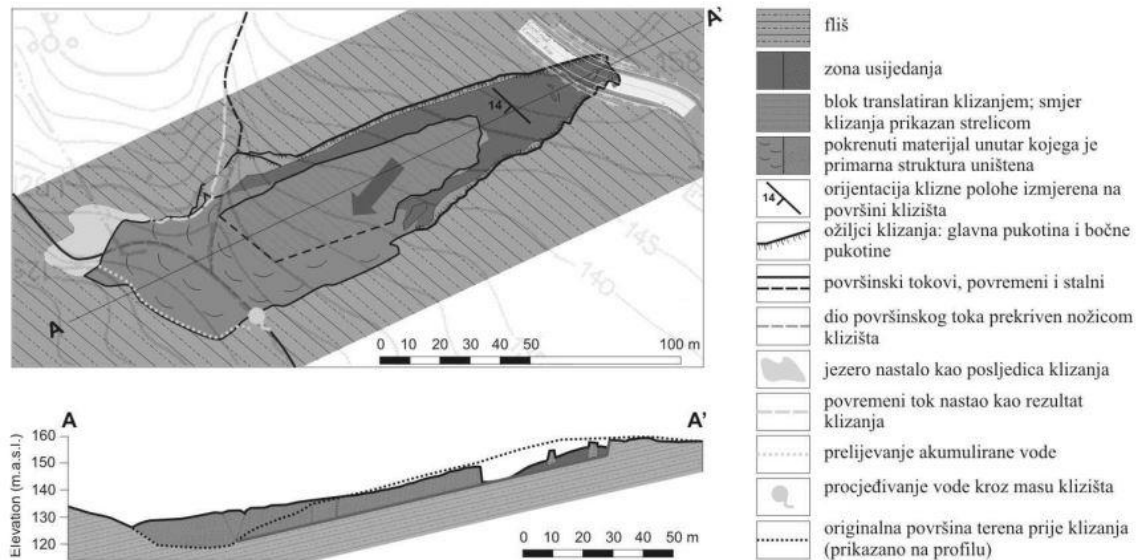 A'
158
14
145
140
A
0 10 20 30 40 50 100 m
A A'
Elevation (m.a.s.l.)
160
150
140
130
120
0 10 20 30 40 50 m
fliš
zona usijedanja
blok translatiran klizanjem; smjer
klizanja prikazan strelicom
pokrenuti materijal unutar kojega je
primarna struktura uništena
14
orijentacija klizne polohe izmjerena na
površini klizišta
ožiljci klizanja: glavna pukotina i bočne
pukotine
površinski tokovi, povremeni i stalni
dio površinskog toka prekriven nožicom
klizišta
jezero nastalo kao posljedica klizanja
povremeni tok nastao kao rezultat
klizanja
prelijevanje akumulirane vode
procjeđivanje vode kroz masu klizišta
originalna površina terena prije klizanja
(prikazano na profilu)